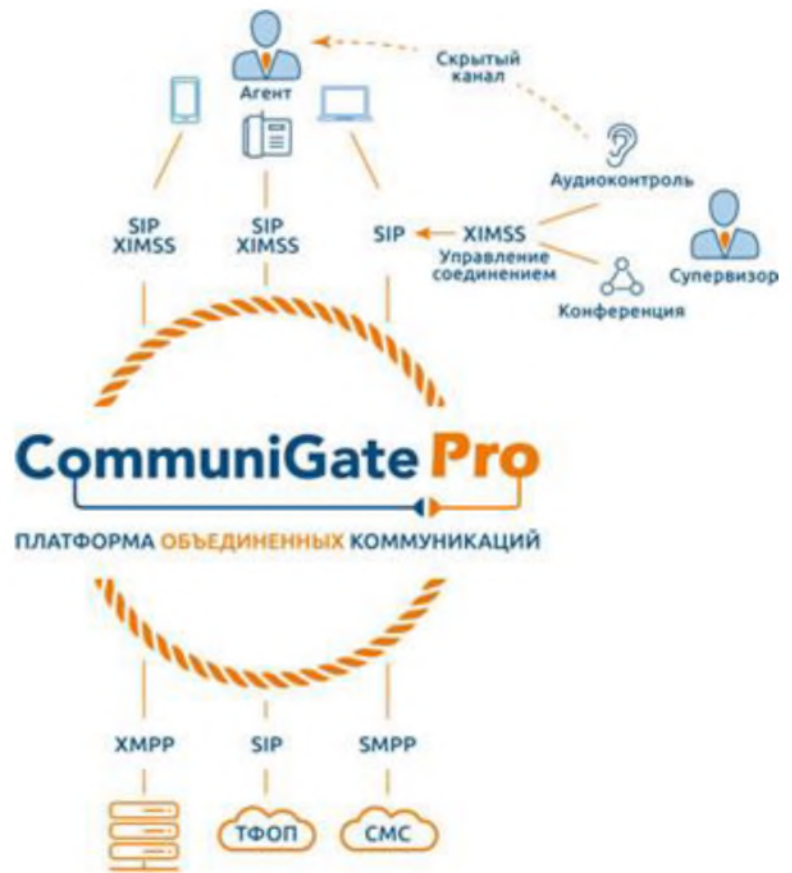 Скрытый
канал
Агент
Аудиоконтроль
SIP
XIMSS
SIP
XIMSS
SIP
XIMSS
Управление
соединением
Супервизор
Конференция
CommuniGate Pro
ПЛАТФОРМА ОБЪЕДИНЕННЫХ КОММУНИКАЦИЙ
XMPP
SIP
SMPP
ТФОП
СМС